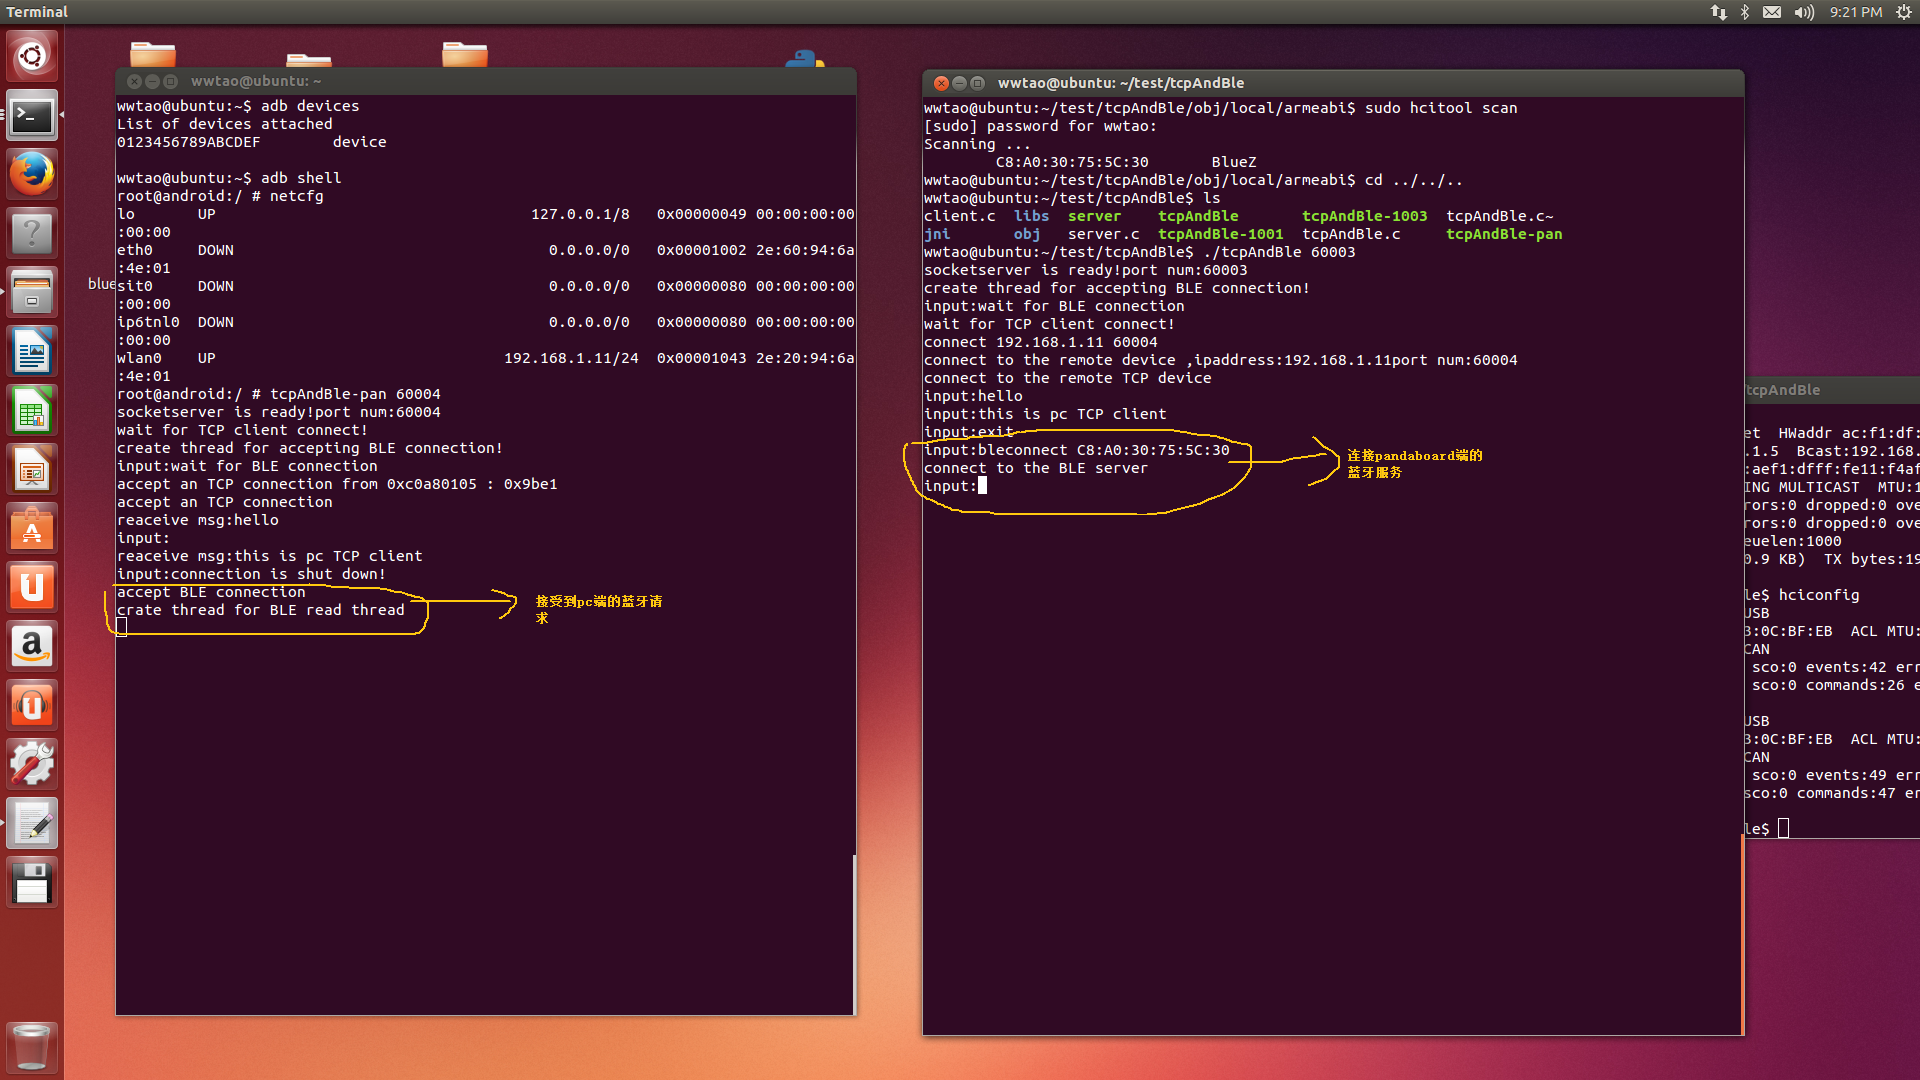 Terminal
9:21 PM
wwtao@ubuntu: ~
wwtao@ubuntu:~$ adb devices
List of devices attached
0123456789ABCDEF        device
wwtao@ubuntu:~$ adb shell
root@android:/ # netcfg
lo       UP                                   127.0.0.1/8   0x00000049 00:00:00:00
:00:00
eth0     DOWN                                   0.0.0.0/0   0x00001002 2e:60:94:6a
:4e:01
sit0     DOWN                                   0.0.0.0/0   0x00000080 00:00:00:00
:00:00
ip6tnl0  DOWN                                   0.0.0.0/0   0x00000080 00:00:00:00
:00:00
wlan0    UP                                192.168.1.11/24  0x00001043 2e:20:94:6a
:4e:01
root@android:/ # tcpAndBle-pan 60004
socketserver is ready!port num:60004
wait for TCP client connect!
create thread for accepting BLE connection!
input:wait for BLE connection
accept an TCP connection from 0xc0a80105 : 0x9be1
accept an TCP connection
reaceive msg:hello
input:
reaceive msg:this is pc TCP client
input:connection is shut down!
accept BLE connection
crate thread for BLE read thread
接受到pc端的蓝牙请
求
blue
wwtao@ubuntu: ~/test/tcpAndBle
wwtao@ubuntu:~/test/tcpAndBle/obj/local/armeabi$ sudo hcitool scan
[sudo] password for wwtao:
Scanning ...
        C8:A0:30:75:5C:30       BlueZ
wwtao@ubuntu:~/test/tcpAndBle/obj/local/armeabi$ cd ../../..
wwtao@ubuntu:~/test/tcpAndBle$ ls
client.c  libs  server    tcpAndBle       tcpAndBle-1003  tcpAndBle.c~
jni       obj   server.c  tcpAndBle-1001  tcpAndBle.c     tcpAndBle-pan
wwtao@ubuntu:~/test/tcpAndBle$ ./tcpAndBle 60003
socketserver is ready!port num:60003
create thread for accepting BLE connection!
input:wait for BLE connection
wait for TCP client connect!
connect 192.168.1.11 60004
connect to the remote device ,ipaddress:192.168.1.11port num:60004
connect to the remote TCP device
input:hello
input:this is pc TCP client
input:exit
input:bleconnect C8:A0:30:75:5C:30
connect to the BLE server
input:
连接pandaboard端的
蓝牙服务
/tcpAndBle
et  HWaddr ac:f1:df:
.1.5  Bcast:192.168.
:aef1:dfff:fe11:f4af
ING MULTICAST  MTU:1
rors:0 dropped:0 ove
rors:0 dropped:0 ove
euelen:1000
0.9 KB)  TX bytes:19
le$ hciconfig
USB
3:0C:BF:EB  ACL MTU:
CAN
sco:0 events:42 err
sco:0 commands:26 e
USB
3:0C:BF:EB  ACL MTU:
CAN
sco:0 events:49 err
sco:0 commands:47 er
le$